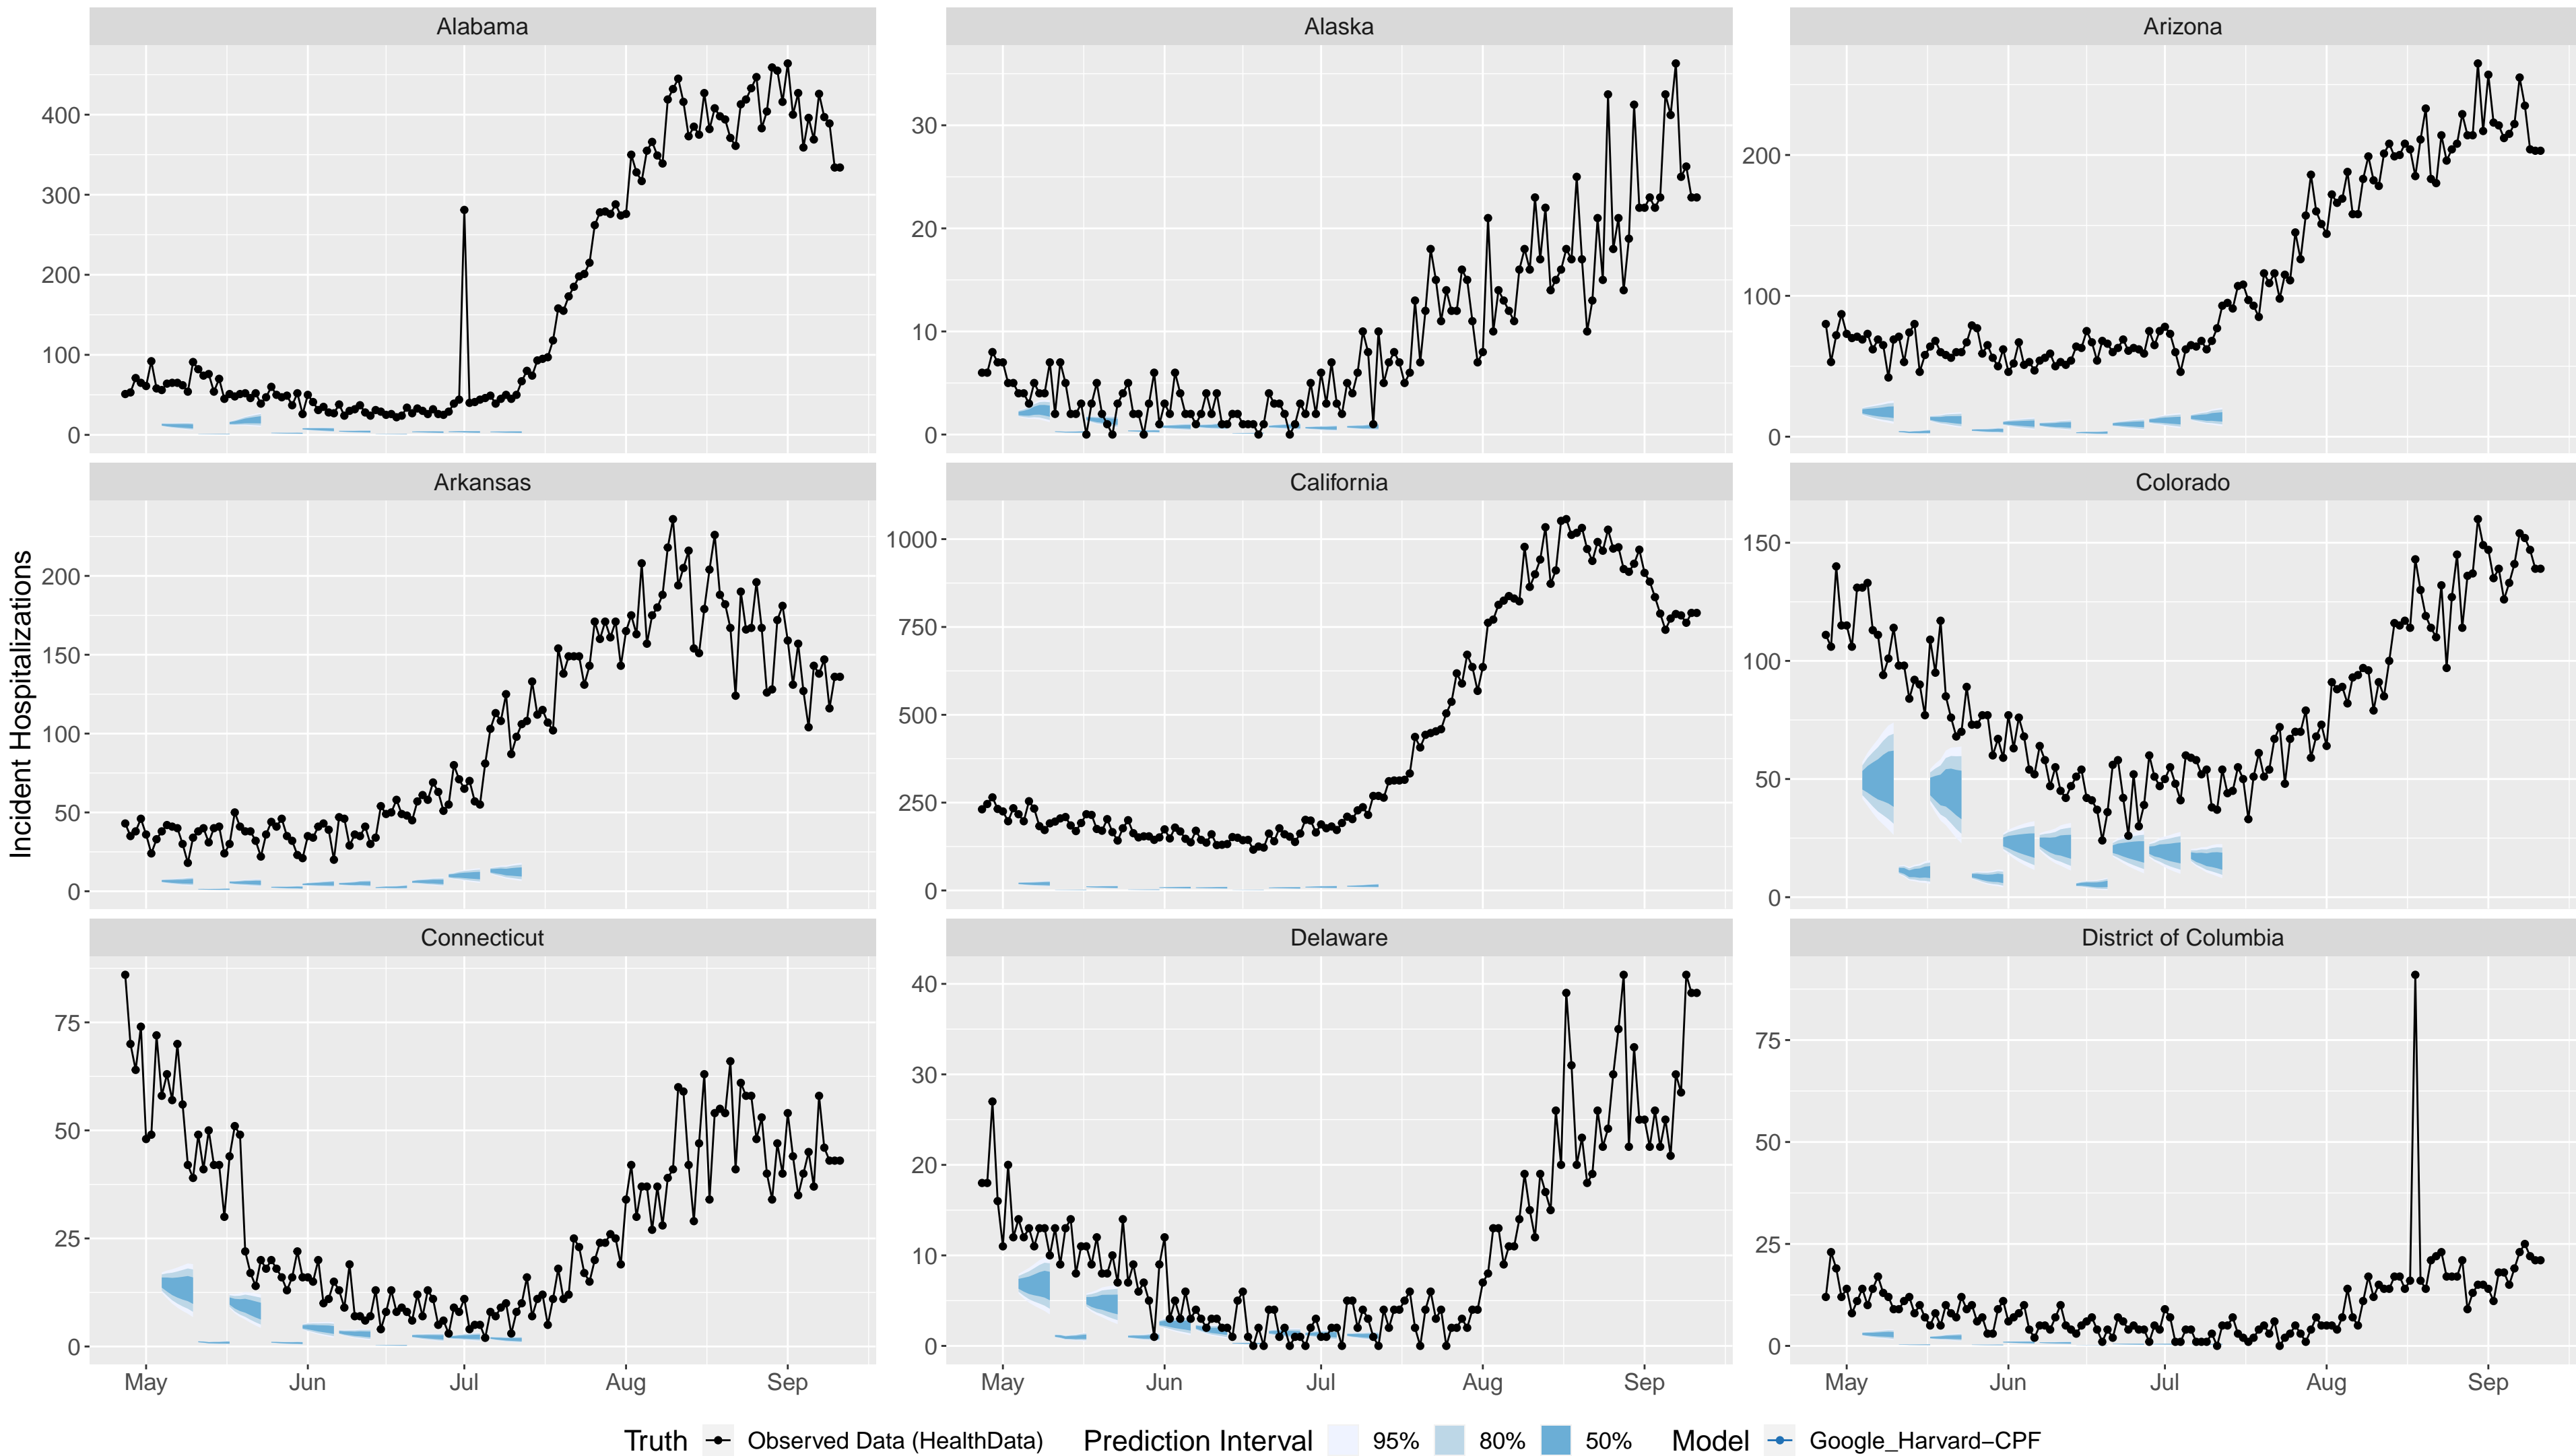 Alabama Alaska Arizona
400 30 200
300 20 100
200 10 0
100 0
0
Arkansas California Colorado
Incident Hospitalizations
200 1000 150
150 750 100
100 500 50
50 250 0
0 0
Connecticut Delaware District of Columbia
75 40 75
50 30 50
25 20 25
0 10 0
0
May Jun Jul Aug Sep May Jun Jul Aug Sep May Jun Jul Aug Sep
Truth Observed Data (HealthData) Prediction Interval 95% 80% 50% Model Google_Harvard−CPF